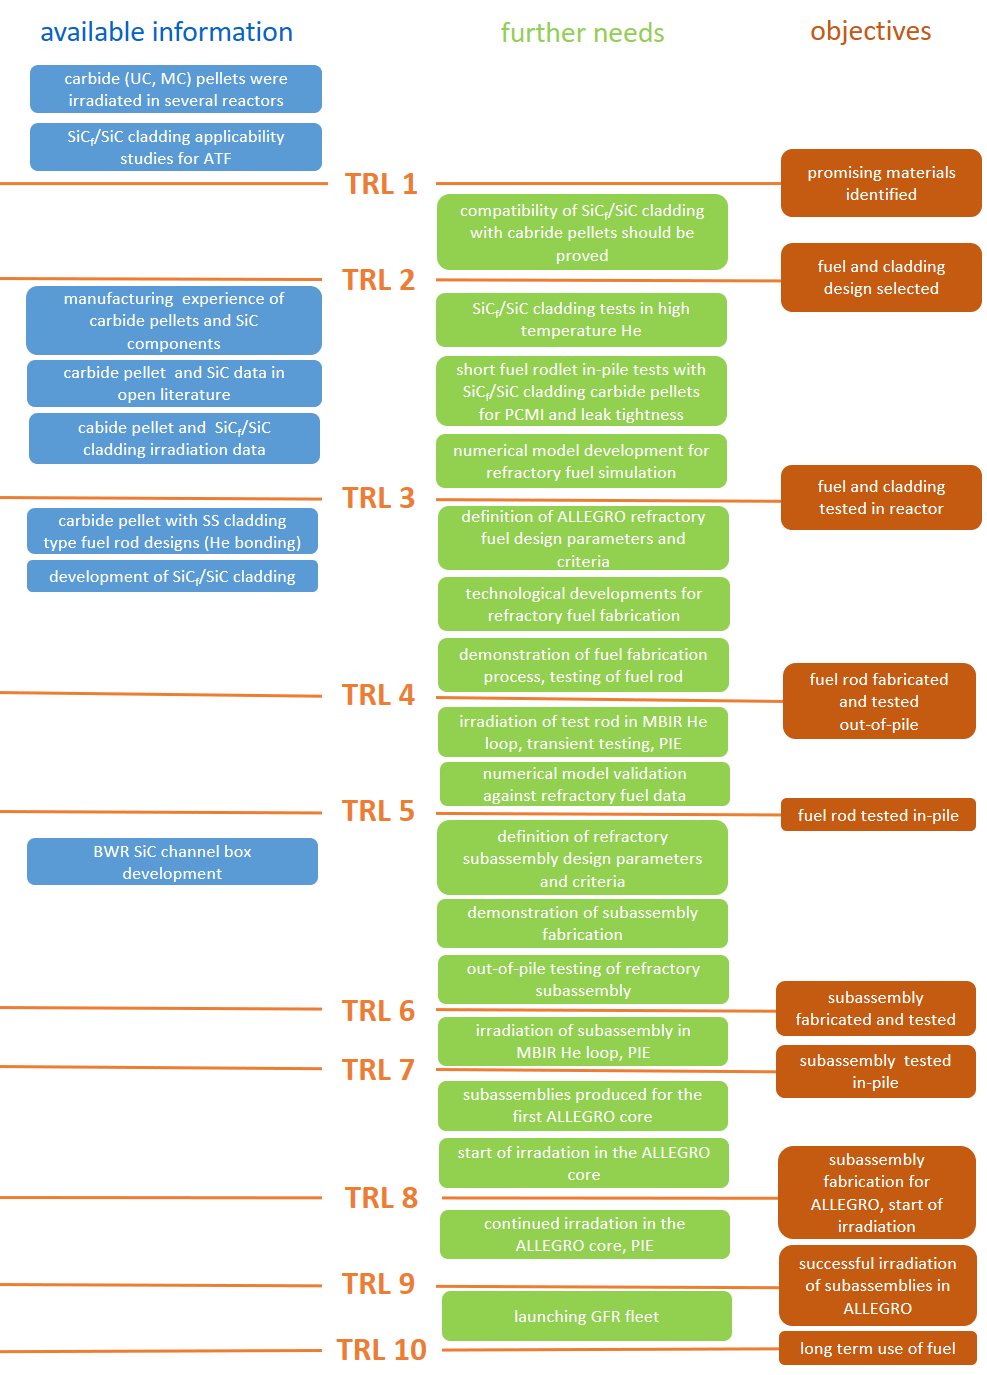 available information
further needs
objectives
carbide (UC, MC) pellets were
irradiated in several reactors
SiCf/SiC cladding applicability
studies for ATF
TRL 1
promising materials
identified
compatibility of SiCf/SiC cladding
with cabride pellets should be
proved
TRL 2
fuel and cladding
design selected
manufacturing experience of
carbide pellets and SiC
components
SiCf/SiC cladding tests in high
temperature He
carbide pellet and SiC data in
open literature
short fuel rodlet in-pile tests with
SiCf/SiC cladding carbide pellets
for PCMI and leak tightness
cabide pellet and SiCf/SiC
cladding irradiation data
numerical model development for
refractory fuel simulation
TRL 3
fuel and cladding
tested in reactor
carbide pellet with SS cladding
type fuel rod designs (He bonding)
definition of ALLEGRO refractory
fuel design parameters and
criteria
development of SiCf/SiC cladding
technological developments for
refractory fuel fabrication
demonstration of fuel fabrication
process, testing of fuel rod
TRL 4
fuel rod fabricated
and tested
out-of-pile
irradiation of test rod in MBIR He
loop, transient testing, PIE
numerical model validation
against refractory fuel data
TRL 5
fuel rod tested in-pile
BWR SiC channel box
development
definition of refractory
subassembly design parameters
and criteria
demonstration of subassembly
fabrication
out-of-pile testing of refractory
subassembly
TRL 6
subassembly
fabricated and tested
irradiation of subassembly in
MBIR He loop, PIE
TRL 7
subassembly tested
in-pile
subassemblies produced for the
first ALLEGRO core
start of irradation in the ALLEGRO
core
TRL 8
subassembly
fabrication for
ALLEGRO, start of
irradiation
continued irradation in the
ALLEGRO core, PIE
TRL 9
successful irradiation
of subassemblies in
ALLEGRO
launching GFR fleet
TRL 10
long term use of fuel